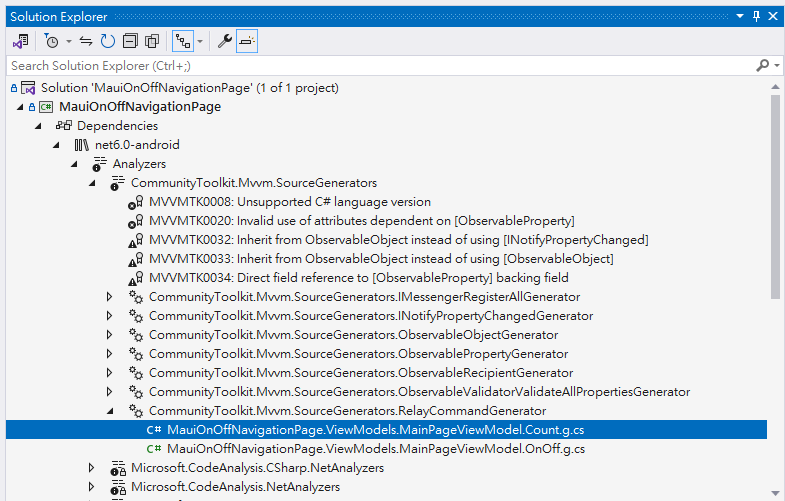 Solution Explorer
Search Solution Explorer (Ctrl+;)
Solution 'MauiOnOffNavigationPage' (1 of 1 project)
C# MauiOnOffNavigationPage
Dependencies
net6.0-android
Analyzers
CommunityToolkit.Mvvm.SourceGenerators
MVVMTK0008: Unsupported C# language version
MVVMTK0020: Invalid use of attributes dependent on [ObservableProperty]
MVVMTK0032: Inherit from ObservableObject instead of using [INotifyPropertyChanged]
MVVMTK0033: Inherit from ObservableObject instead of using [ObservableObject]
MVVMTK0034: Direct field reference to [ObservableProperty] backing field
CommunityToolkit.Mvvm.SourceGenerators.IMessengerRegisterAllGenerator
CommunityToolkit.Mvvm.SourceGenerators.INotifyPropertyChangedGenerator
CommunityToolkit.Mvvm.SourceGenerators.ObservableObjectGenerator
CommunityToolkit.Mvvm.SourceGenerators.ObservablePropertyGenerator
CommunityToolkit.Mvvm.SourceGenerators.ObservableRecipientGenerator
CommunityToolkit.Mvvm.SourceGenerators.ObservableValidatorValidateAllPropertiesGenerator
CommunityToolkit.Mvvm.SourceGenerators.RelayCommandGenerator
C# MauiOnOffNavigationPage.ViewModels.MainPageViewModel.Count.g.cs
C# MauiOnOffNavigationPage.ViewModels.MainPageViewModel.OnOff.g.cs
Microsoft.CodeAnalysis.CSharp.NetAnalyzers
Microsoft.CodeAnalysis.NetAnalyzers